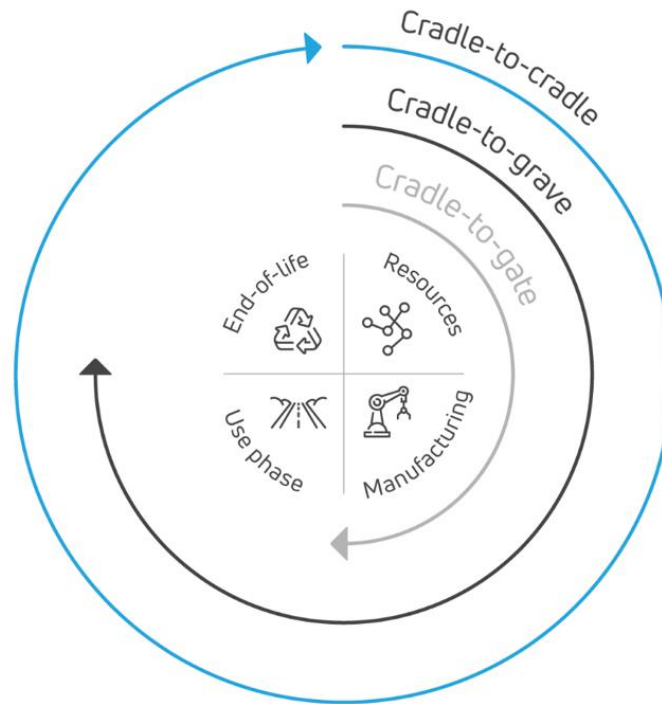 Cradle-to-cradle
Cradle-to-grave
Cradle-to-gate
End-of-life
Resources
Use phase
Manufacturing